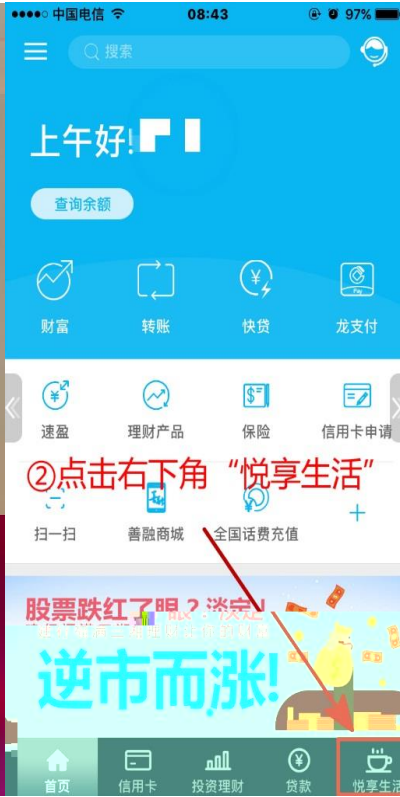 中国电信 08:43 97%
搜索
上午好!
查询余额
财富 转账 快贷 龙支付
Pay
速盈 理财产品 保险 信用卡申请
②点击右下角“悦享生活”
扫一扫 善融商城 全国话费充值
股票跌红了眼?淡定!
逆市而涨!
首页 信用卡 投资理财 贷款 悦享生活